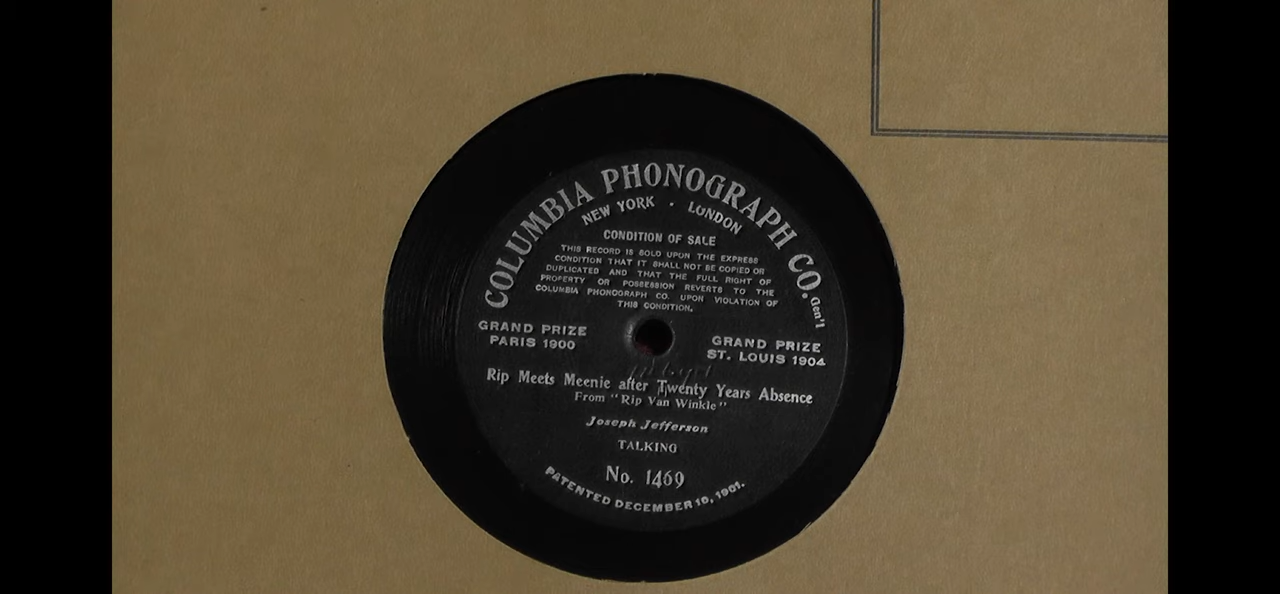 COLUMBIA PHONOGRAPH CO. Gen'l
NEW YORK · LONDON
CONDITION OF SALE
THIS RECORD IS SOLD UPON THE EXPRESS
CONDITION THAT IT SHALL NOT BE COPIED OR
DUPLICATED AND THAT THE FULL RIGHT OF
PROPERTY OR POSSESSION REVERTS TO THE
COLUMBIA PHONOGRAPH CO. UPON VIOLATION OF
THIS CONDITION.
GRAND PRIZE
PARIS 1900
GRAND PRIZE
ST. LOUIS 1904
Rip Meets Meenie after Twenty Years Absence
From "Rip Van Winkle"
Joseph Jefferson
TALKING
No. 1469
PATENTED DECEMBER 10, 1901.